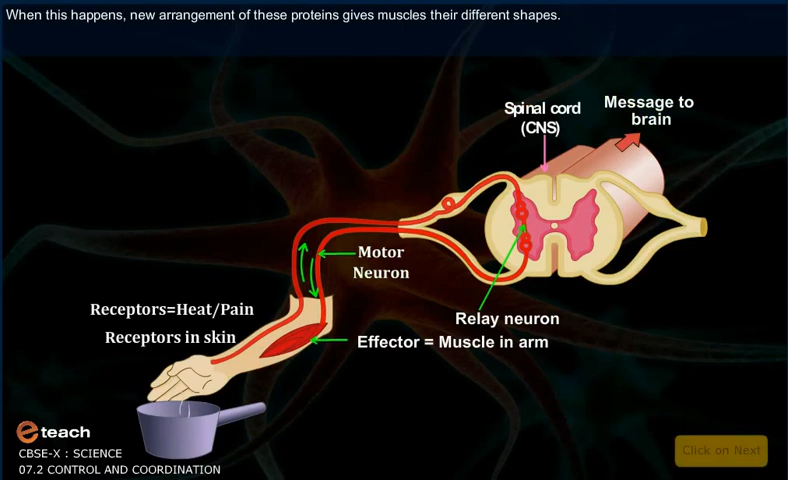 When this happens, new arrangement of these proteins gives muscles their different shapes.
Spinal cord
(CNS)
Message to
brain
Motor
Neuron
Receptors=Heat/Pain
Receptors in skin
Relay neuron
Effector = Muscle in arm
e teach
CBSE-X : SCIENCE
07.2 CONTROL AND COORDINATION
Click on Next